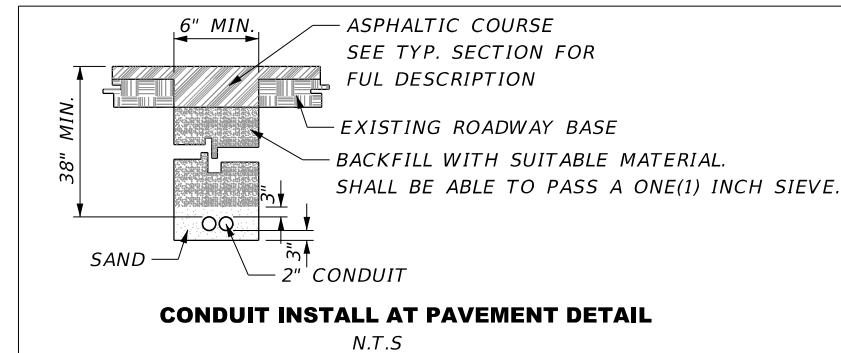 6" MIN.
ASPHALTIC COURSE
SEE TYP. SECTION FOR
FUL DESCRIPTION
38" MIN.
EXISTING ROADWAY BASE
BACKFILL WITH SUITABLE MATERIAL.
SHALL BE ABLE TO PASS A ONE(1) INCH SIEVE.
3"
3"
SAND
2" CONDUIT
CONDUIT INSTALL AT PAVEMENT DETAIL
N.T.S